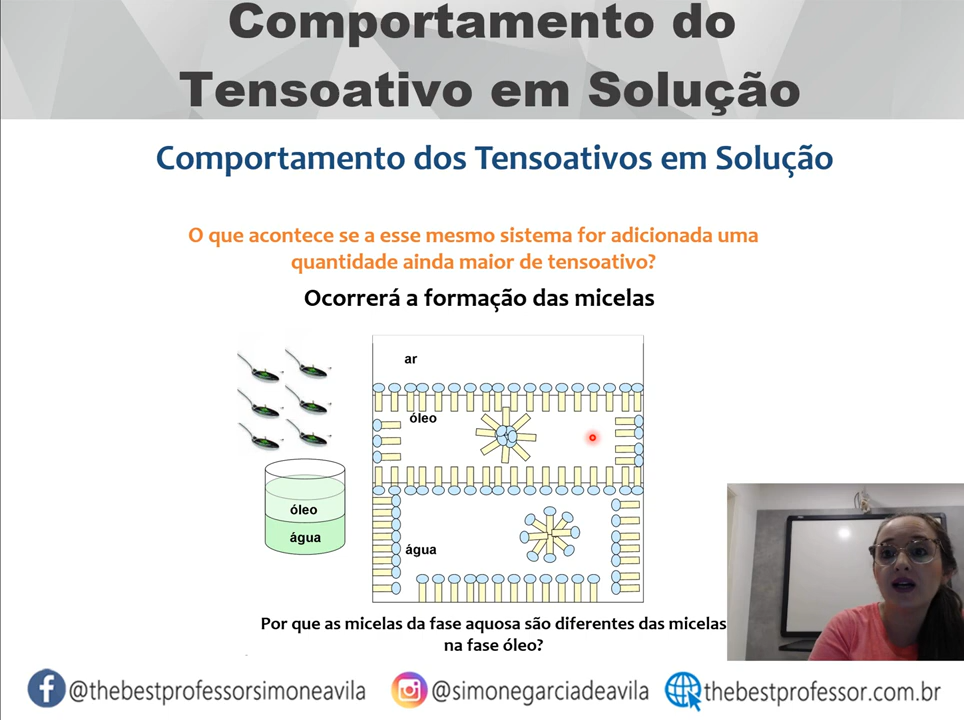 Comportamento do
Tensoativo em Solução
Comportamento dos Tensoativos em Solução
O que acontece se a esse mesmo sistema for adicionada uma
quantidade ainda maior de tensoativo?
Ocorrerá a formação das micelas
ar
óleo
óleo
água
água
Por que as micelas da fase aquosa são diferentes das micelas
na fase óleo?
@thebestprofessorsimoneavila
@simonegarciadeavila
thebestprofessor.com.br